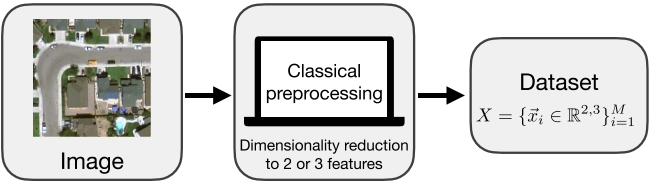 Image
Classical
preprocessing
Dimensionality reduction
to 2 or 3 features
Dataset
$X = \{\vec{x}_i \in \mathbb{R}^{2,3}\}_{i=1}^{M}$